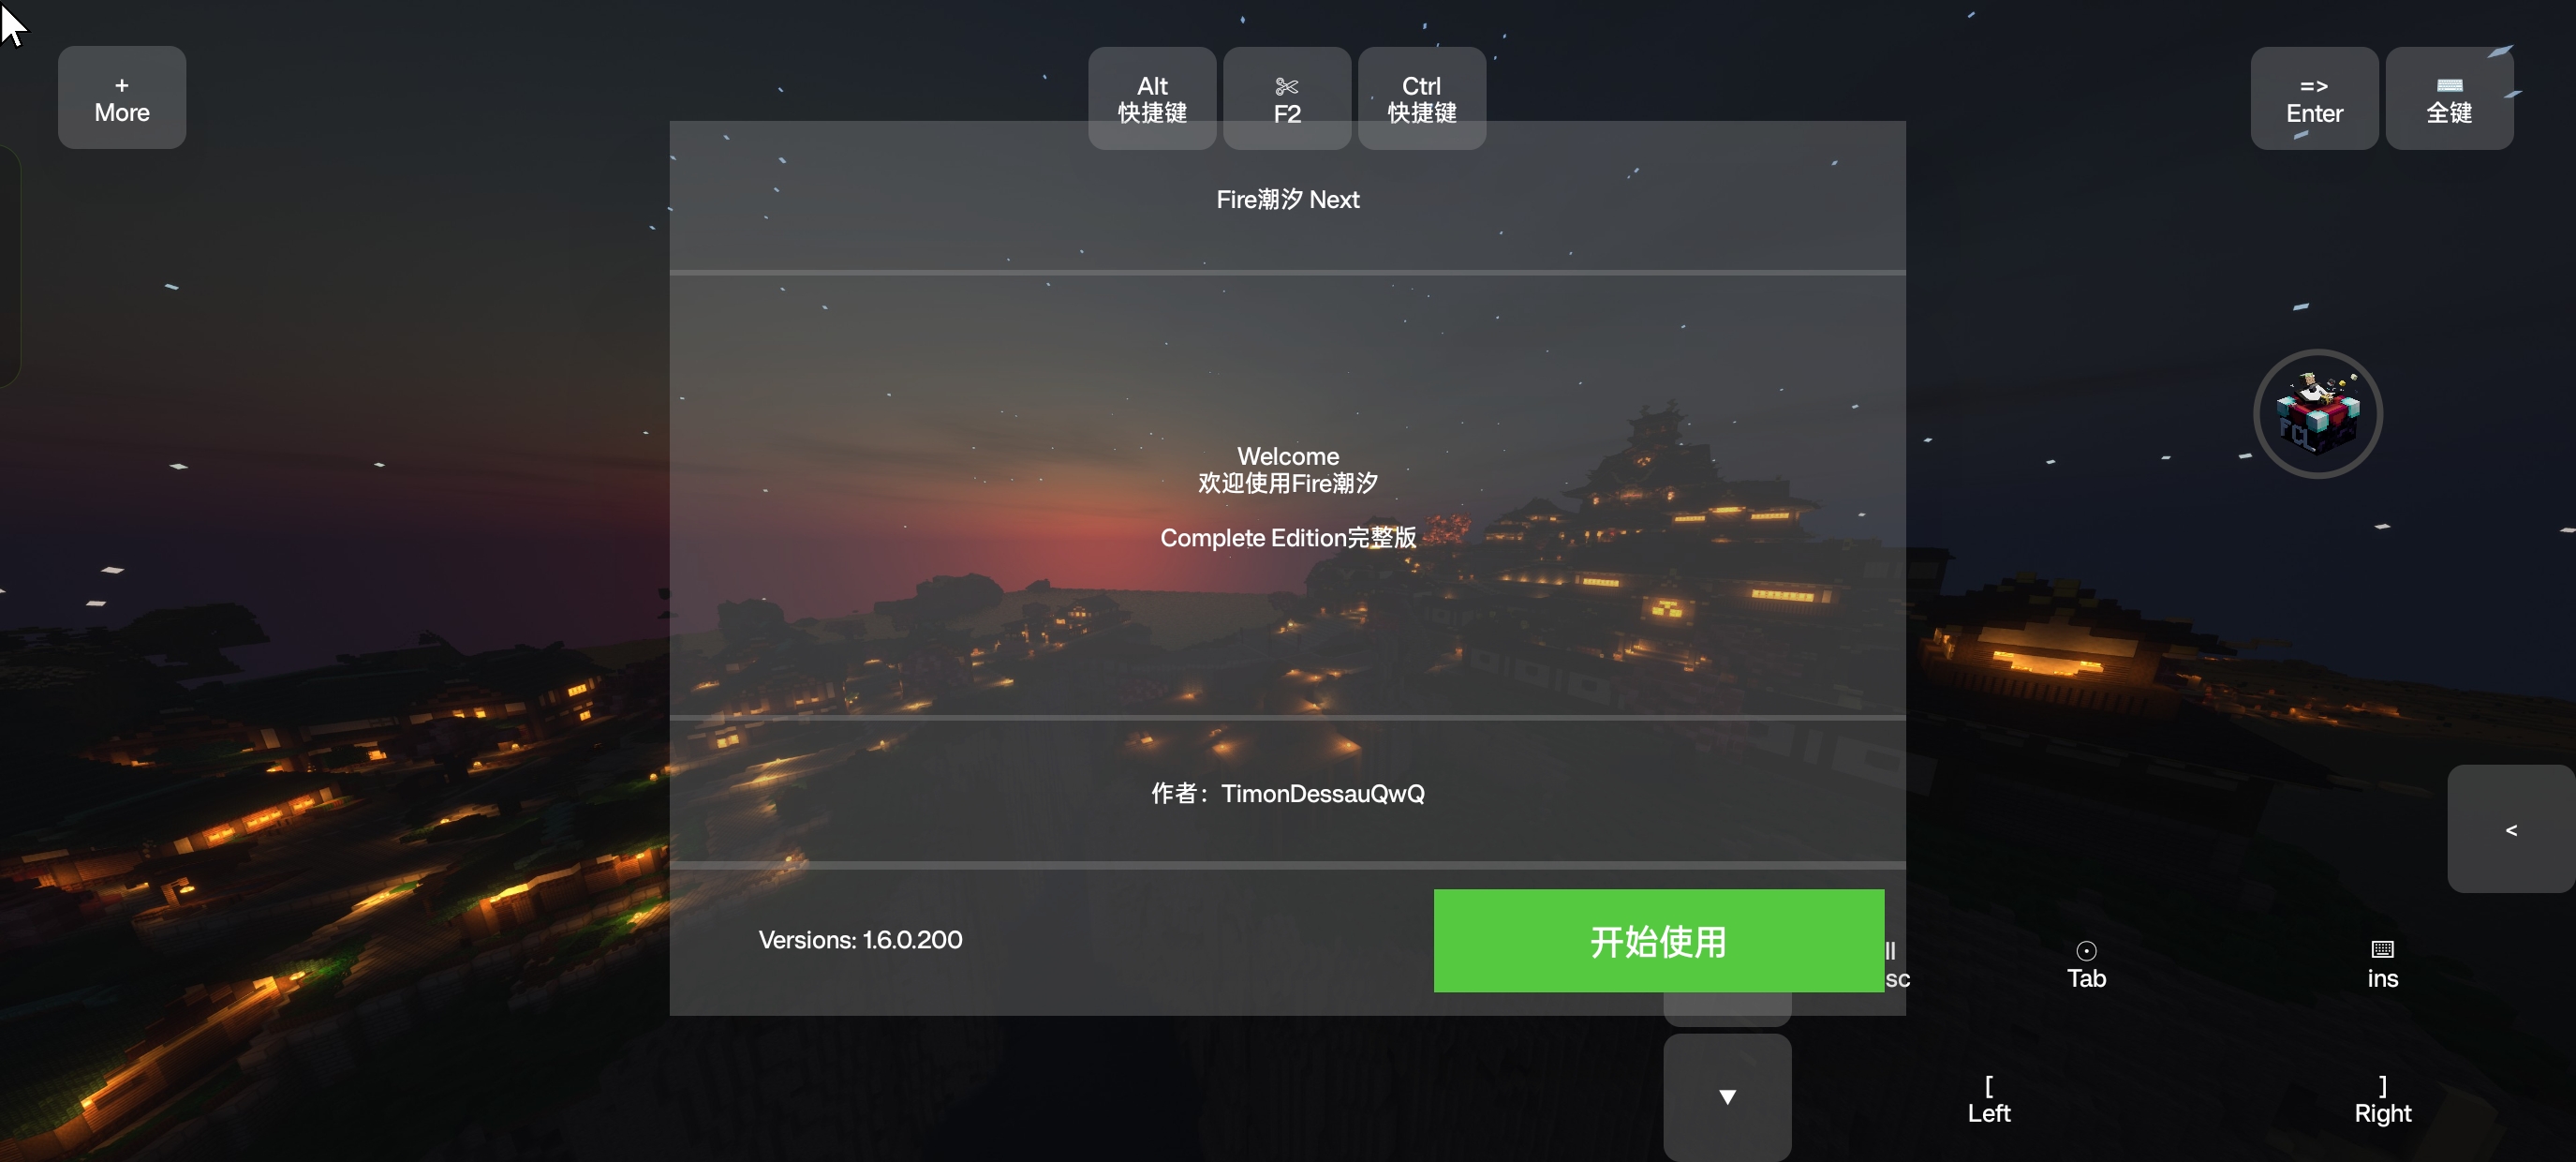 +
More
Alt
快捷键
✂
F2
Ctrl
快捷键
=>
Enter
⌨
全键
Fire潮汐 Next
FCL
Welcome
欢迎使用Fire潮汐
Complete Edition完整版
作者：TimonDessauQwQ
<
Versions: 1.6.0.200
开始使用
sc
Tab
ins
▼
[
Left
]
Right